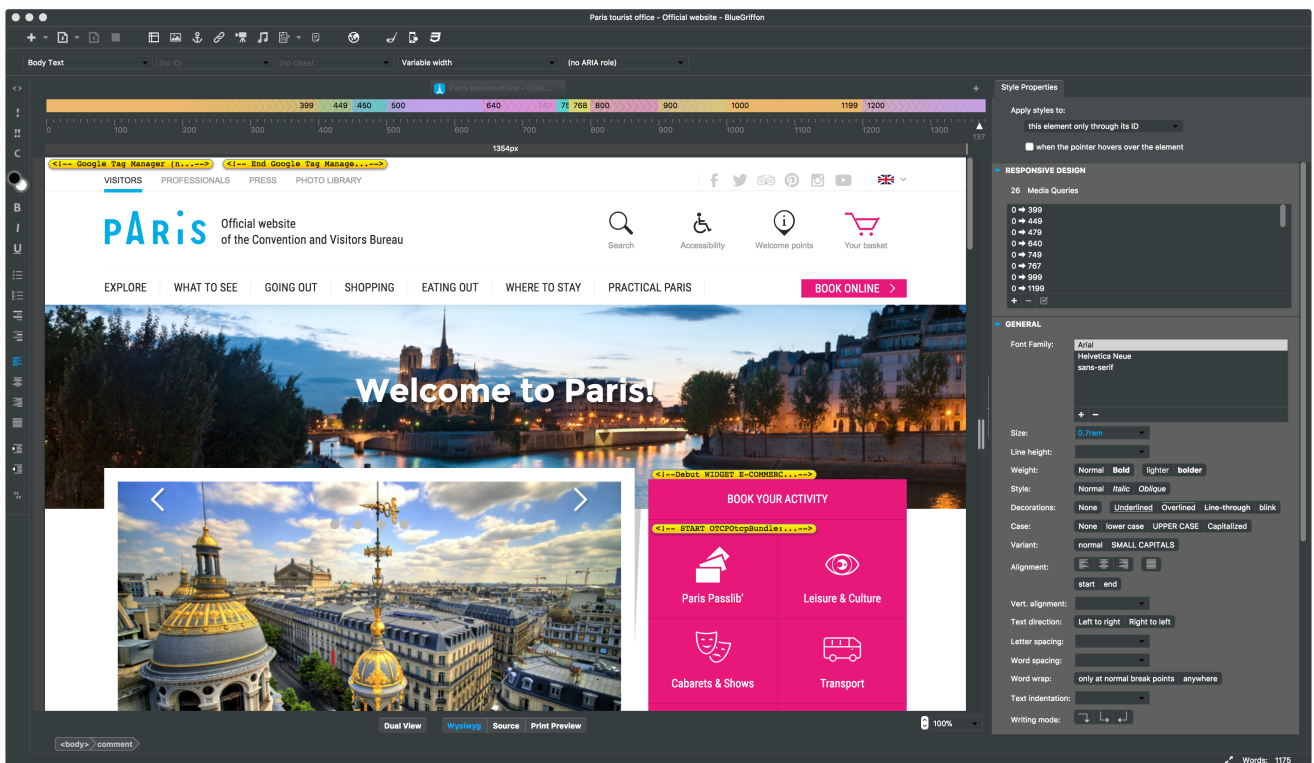 Paris tourist office - Official website - BlueGriffon
Body Text
(no ID)
(no class)
Variable width
(no ARIA role)
Paris tourist office - Offic...
399 449 450 500 640 740 75 768 800 900 1000 1199 1200
0 100 200 300 400 500 600 700 800 900 1000 1100 1200 1300 137
1354px
<!-- Google Tag Manager (n...--> <!-- End Google Tag Manage...-->
VISITORS PROFESSIONALS PRESS PHOTO LIBRARY
PARIS
Official website
of the Convention and Visitors Bureau
Search Accessibility Welcome points Your basket
EXPLORE WHAT TO SEE GOING OUT SHOPPING EATING OUT WHERE TO STAY PRACTICAL PARIS BOOK ONLINE
Welcome to Paris!
<!--Debut WIDGET E-COMMERC...-->
BOOK YOUR ACTIVITY
<!-- START OTCPOtcpBundle:...-->
Paris Passlib' Leisure & Culture
Cabarets & Shows Transport
Dual View Wysiwyg Source Print Preview
100%
<body> comment
Style Properties
Apply styles to:
this element only through its ID
when the pointer hovers over the element
RESPONSIVE DESIGN
26 Media Queries
0 ➔ 399
0 ➔ 449
0 ➔ 479
0 ➔ 640
0 ➔ 749
0 ➔ 767
0 ➔ 999
0 ➔ 1199
GENERAL
Font Family: Arial
Helvetica Neue
sans-serif
Size: 0.7rem
Line height:
Weight: Normal Bold lighter bolder
Style: Normal Italic Oblique
Decorations: None Underlined Overlined Line-through blink
Case: None lower case UPPER CASE Capitalized
Variant: normal SMALL CAPITALS
Alignment:
start end
Vert. alignment:
Text direction: Left to right Right to left
Letter spacing:
Word spacing:
Word wrap: only at normal break points anywhere
Text indentation:
Writing mode:
Words: 1175